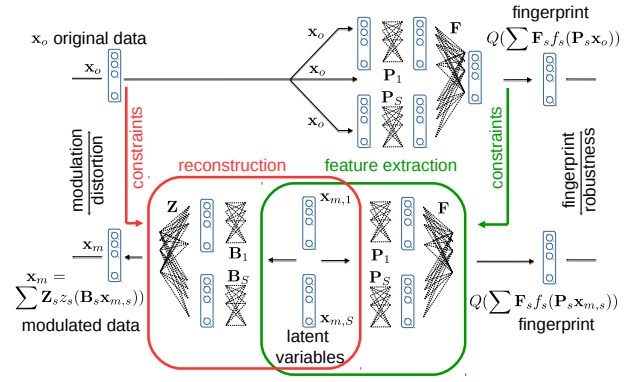 fingerprint
x_o original data
x_o
F
Q(∑ F_s f_s(P_s x_o))
x_o
x_o
P_1
P_S
x_o
constraints
constraints
modulation
distortion
fingerprint
robustness
reconstruction
feature extraction
Z
x_{m,1}
F
x_m
B_1
P_1
x_m =
∑ Z_s z_s(B_s x_{m,s}))
B_S
P_S
Q(∑ F_s f_s(P_s x_{m,s}))
modulated data
x_{m,S}
fingerprint
latent
variables